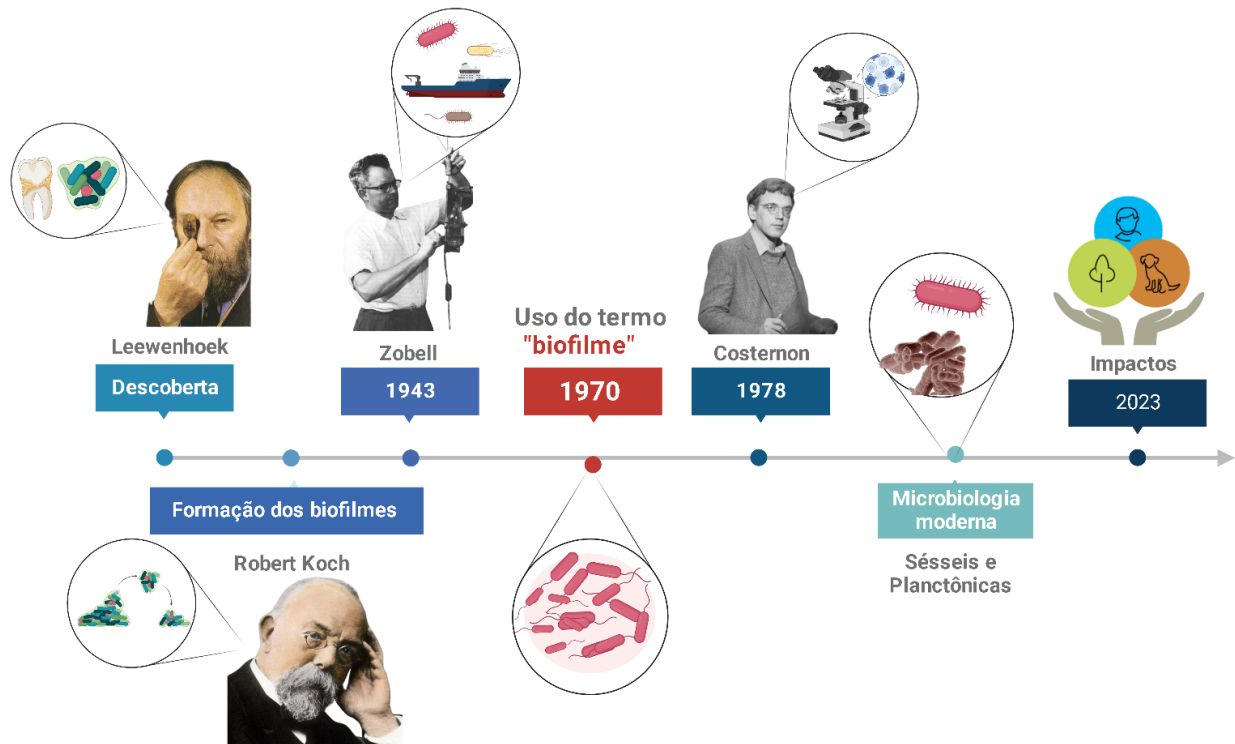 Leewenhoek
Descoberta
Formação dos biofilmes
Robert Koch
Zobell
1943
Uso do termo
"biofilme"
1970
Costernon
1978
Microbiologia
moderna
Sésseis e
Planctônicas
Impactos
2023